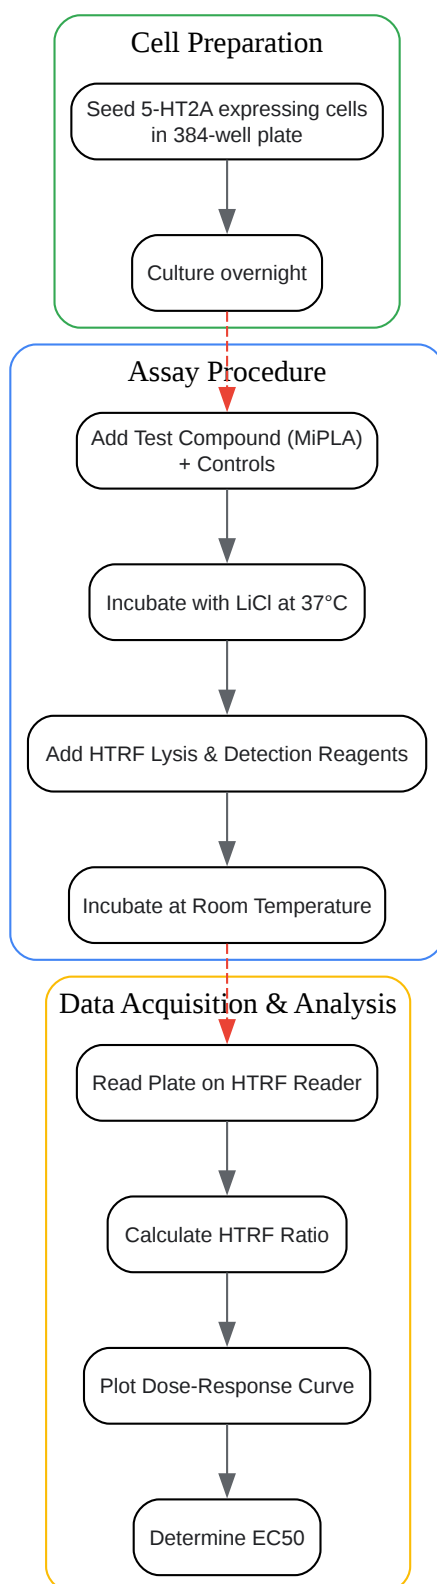 Cell Preparation
Seed 5-HT2A expressing cells
in 384-well plate
Culture overnight
Assay Procedure
Add Test Compound (MiPLA)
+ Controls
Incubate with LiCl at 37°C
Add HTRF Lysis & Detection Reagents
Incubate at Room Temperature
Data Acquisition & Analysis
Read Plate on HTRF Reader
Calculate HTRF Ratio
Plot Dose-Response Curve
Determine EC50